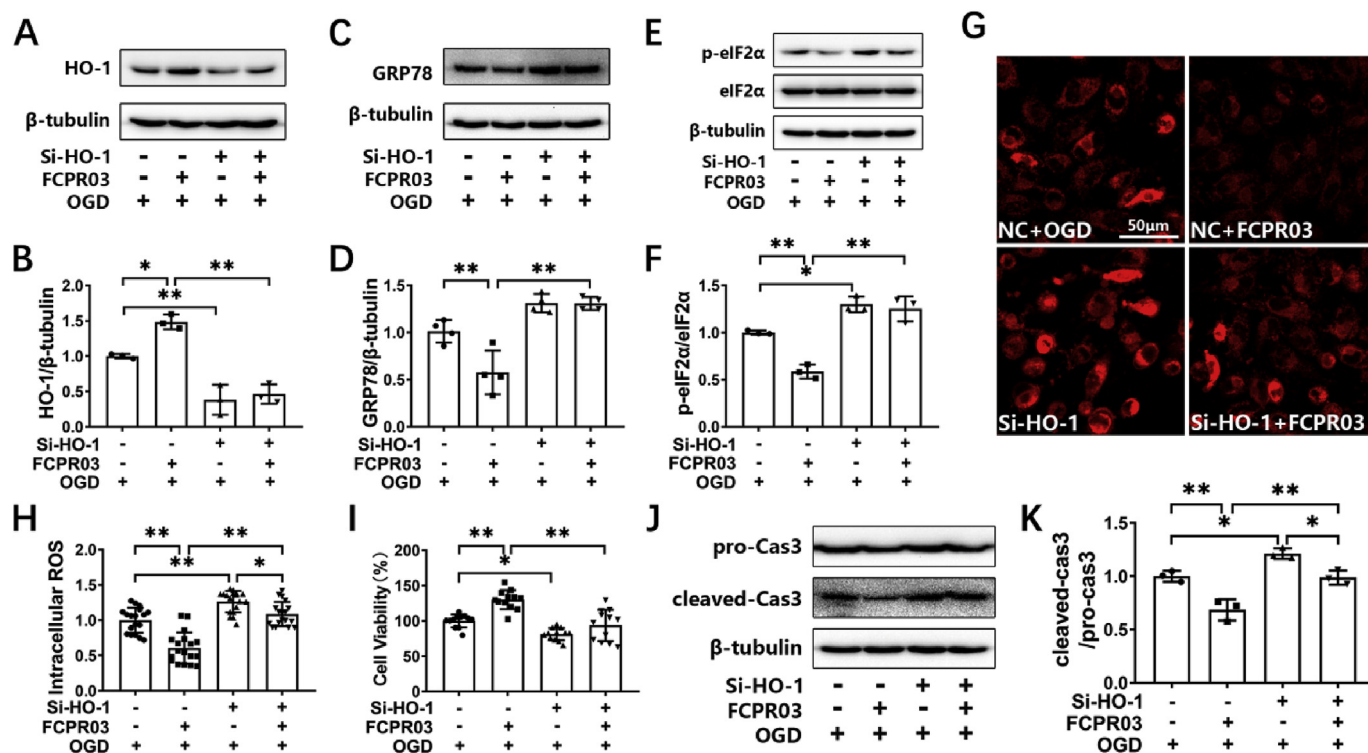 A
HO-1
β-tubulin
Si-HO-1 - - + +
FCPR03 - + - +
OGD + + + +
C
GRP78
β-tubulin
Si-HO-1 - - + +
FCPR03 - + - +
OGD + + + +
E
p-eIF2α
eIF2α
β-tubulin
Si-HO-1 - - + +
FCPR03 - + - +
OGD + + + +
G
NC+OGD
50μm
NC+FCPR03
Si-HO-1
Si-HO-1+FCPR03
B
HO-1/β-tubulin
2.0
1.5
1.0
0.5
0.0
* **
**
Si-HO-1 - - + +
FCPR03 - + - +
OGD + + + +
D
GRP78/β-tubulin
1.5
1.0
0.5
0.0
** **
Si-HO-1 - - + +
FCPR03 - + - +
OGD + + + +
F
p-eIF2α/eIF2α
1.5
1.0
0.5
0.0
** **
*
Si-HO-1 - - + +
FCPR03 - + - +
OGD + + + +
H
Intracellular ROS
2.0
1.5
1.0
0.5
0.0
** **
** *
Si-HO-1 - - + +
FCPR03 - + - +
OGD + + + +
I
Cell Viability(%)
200
150
100
50
0
** **
*
Si-HO-1 - - + +
FCPR03 - + - +
OGD + + + +
J
pro-Cas3
cleaved-Cas3
β-tubulin
Si-HO-1 - - + +
FCPR03 - + - +
OGD + + + +
K
cleaved-cas3
/pro-cas3
1.5
1.0
0.5
0.0
** **
* *
Si-HO-1 - - + +
FCPR03 - + - +
OGD + + + +